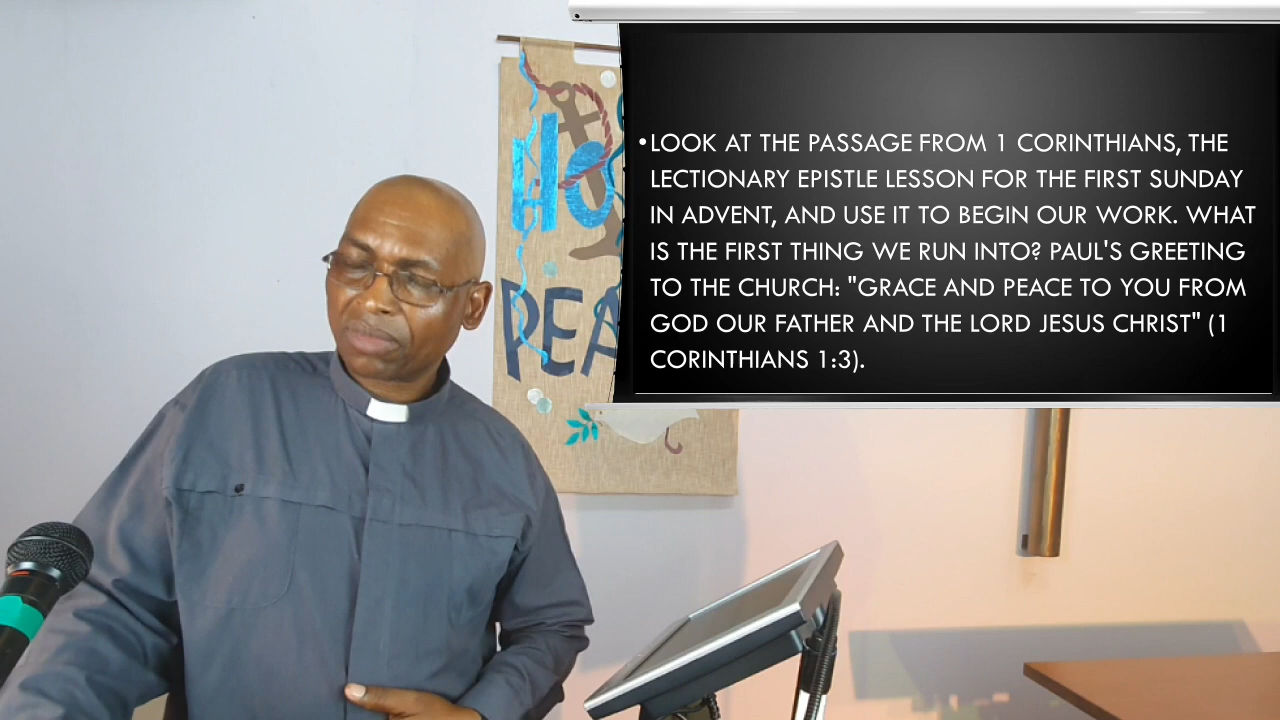 HO
PEA
•LOOK AT THE PASSAGE FROM 1 CORINTHIANS, THE
LECTIONARY EPISTLE LESSON FOR THE FIRST SUNDAY
IN ADVENT, AND USE IT TO BEGIN OUR WORK. WHAT
IS THE FIRST THING WE RUN INTO? PAUL'S GREETING
TO THE CHURCH: "GRACE AND PEACE TO YOU FROM
GOD OUR FATHER AND THE LORD JESUS CHRIST" (1
CORINTHIANS 1:3).